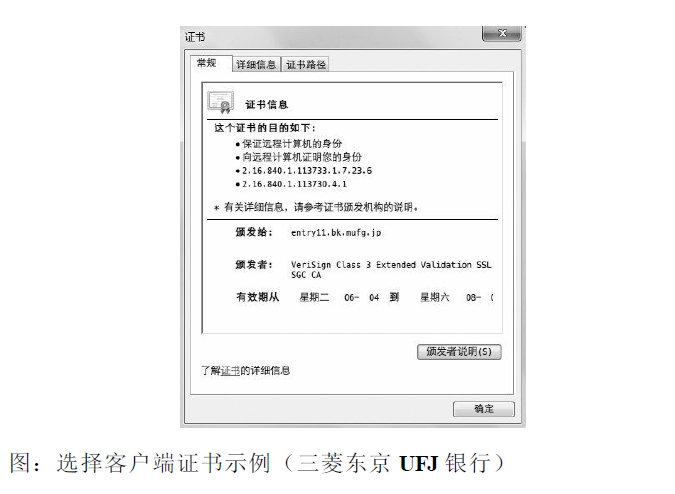 证书
常规 详细信息 证书路径
证书信息
这个证书的目的如下:
•保证远程计算机的身份
•向远程计算机证明您的身份
•2.16.840.1.113733.1.7.23.6
•2.16.840.1.113730.4.1
* 有关详细信息，请参考证书颁发机构的说明。
颁发给: entry11.bk.mufg.jp
颁发者: VeriSign Class 3 Extended Validation SSL
SGC CA
有效期从 星期二 06- 04 到 星期六 08-
颁发者说明(S)
了解证书的详细信息
确定
图：选择客户端证书示例（三菱东京 UFJ 银行）